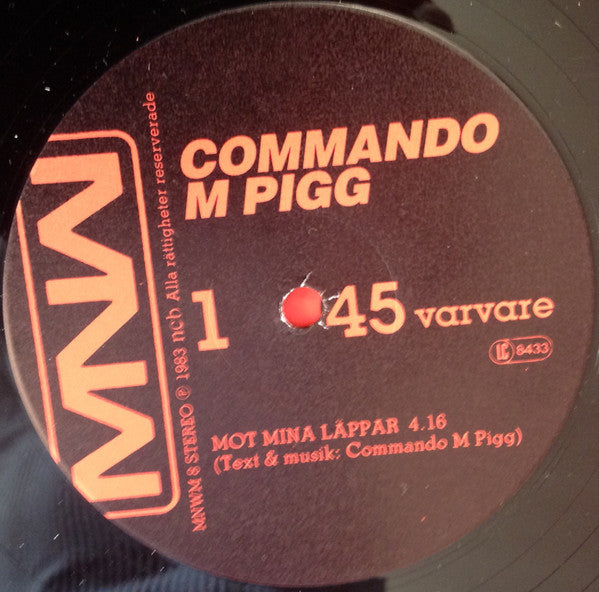 COMMANDO
M PIGG
1
45 varvare
LC 8433
MOT MINA LÄPPAR 4.16
(Text & musik: Commando M Pigg)
MNW
MNWM 8 STEREO ℗ 1983 ncb Alla rättigheter reserverade